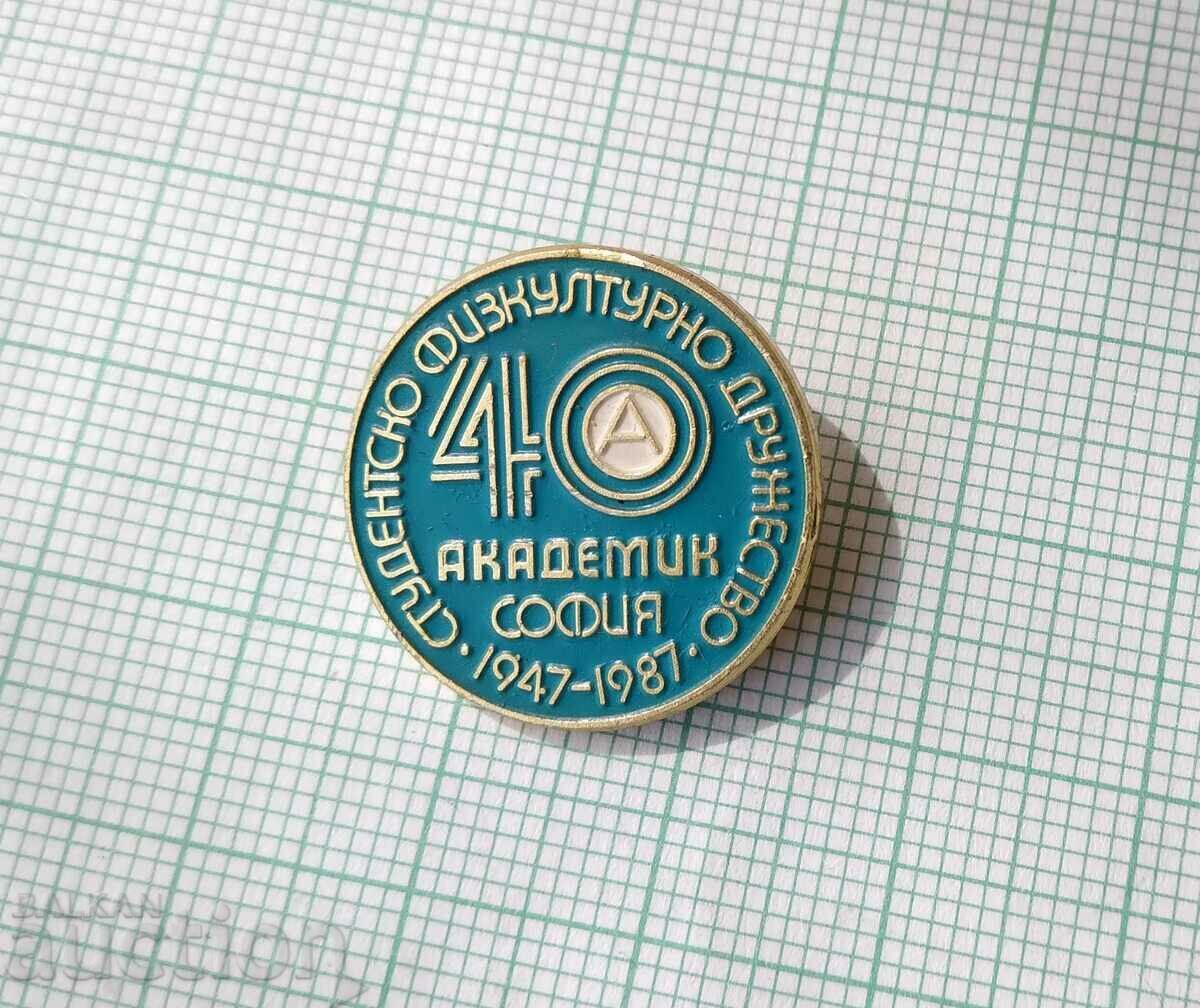 СТУДЕНТСКО ФИЗКУЛТУРНО ДРУЖЕСТВО
40
А
АКАДЕМИК
СОФИЯ
· 1947-1987 ·
BALKAN
auction